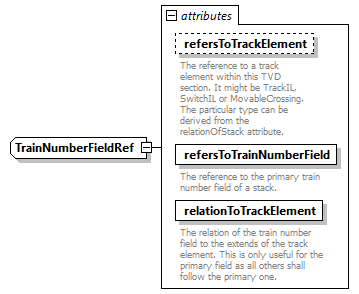 attributes
refersToTrackElement
The reference to a track
element within this TVD
section. It might be TrackIL,
SwitchIL or MovableCrossing.
The particular type can be
derived from the
relationOfStack attribute.
TrainNumberFieldRef
refersToTrainNumberField
The reference to the primary train
number field of a stack.
relationToTrackElement
The relation of the train number
field to the extends of the track
element. This is only useful for the
primary field as all others shall
follow the primary one.